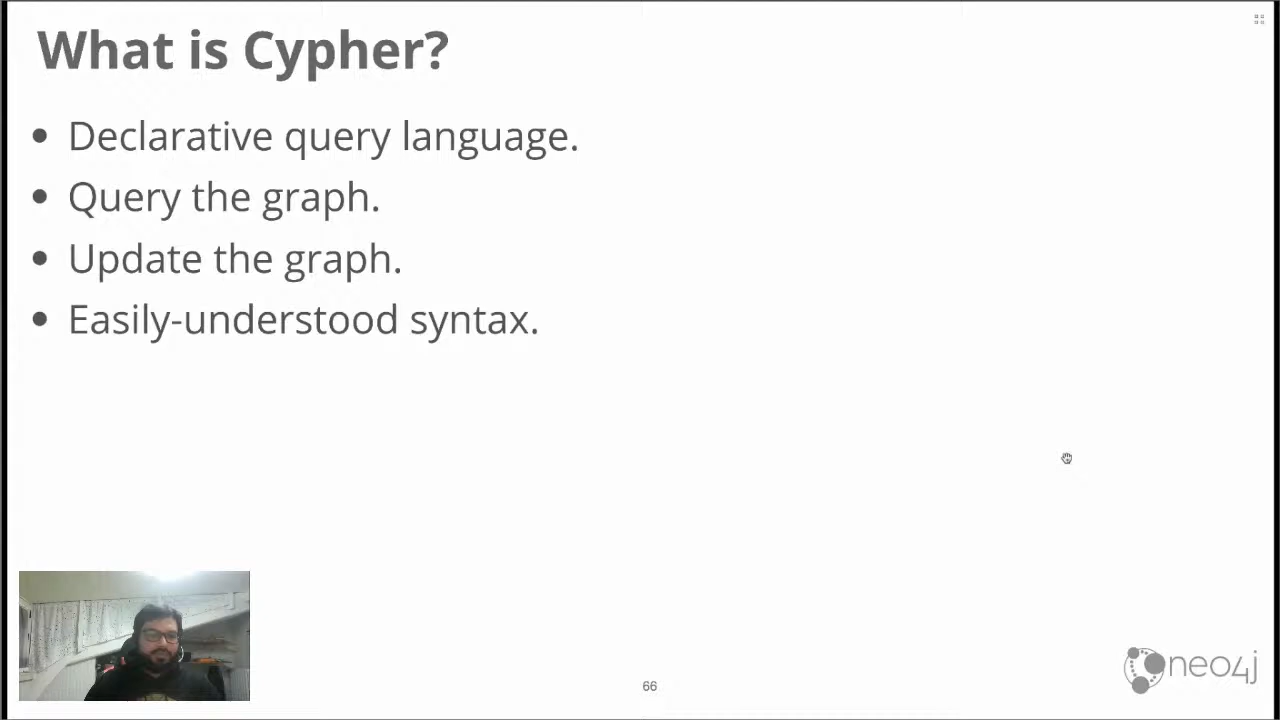 What is Cypher?
• Declarative query language.
• Query the graph.
• Update the graph.
• Easily-understood syntax.
66
neo4j